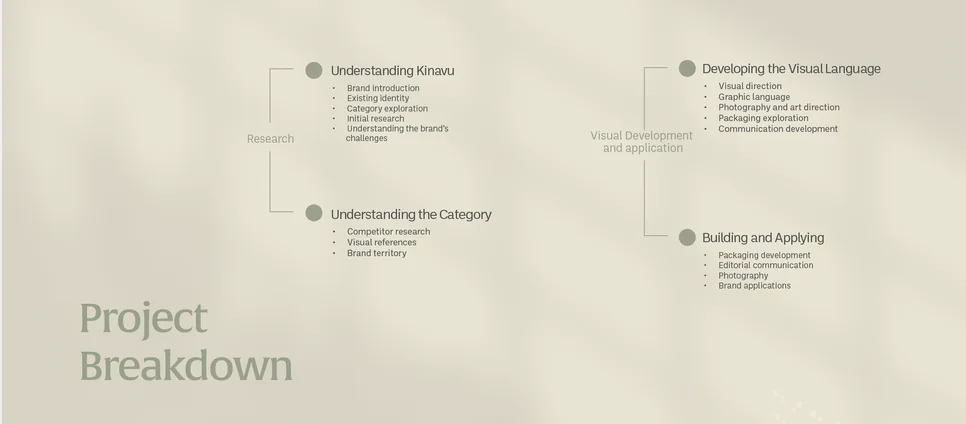 Understanding Kinavu
• Brand Introduction
• Existing identity
• Category exploration
• Initial research
• Understanding the brand's
challenges
Research
Understanding the Category
• Competitor research
• Visual references
• Brand territory
Developing the Visual Language
• Visual direction
• Graphic language
• Photography and art direction
• Packaging exploration
• Communication development
Visual Development
and application
Building and Applying
• Packaging development
• Editorial communication
• Photography
• Brand applications
Project
Breakdown